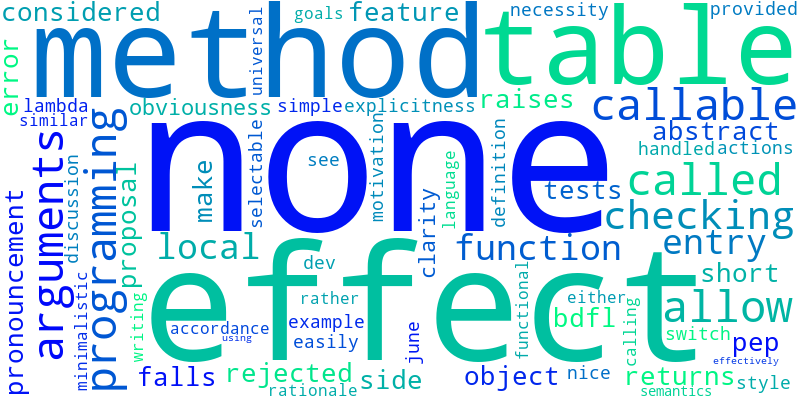 considered
goals
feature
necessity
provided
error
method
universal
table
lambda
similar
obviousness
simple
explicitness
raises
callable
abstract
handled
actions
programming
arguments
discussion
none
see
make
selectable
motivation
language
definition
tests
called
checking
entry
pronouncement
minimalistic
proposal
local
clarity
function
short
effect
dev
rather
example
easily
accordance
using
writing
june
functional
either
bdfl
calling
allow
switch
pep
effectively
falls
rejected
rationale
side
object
nice
returns
semantics
style